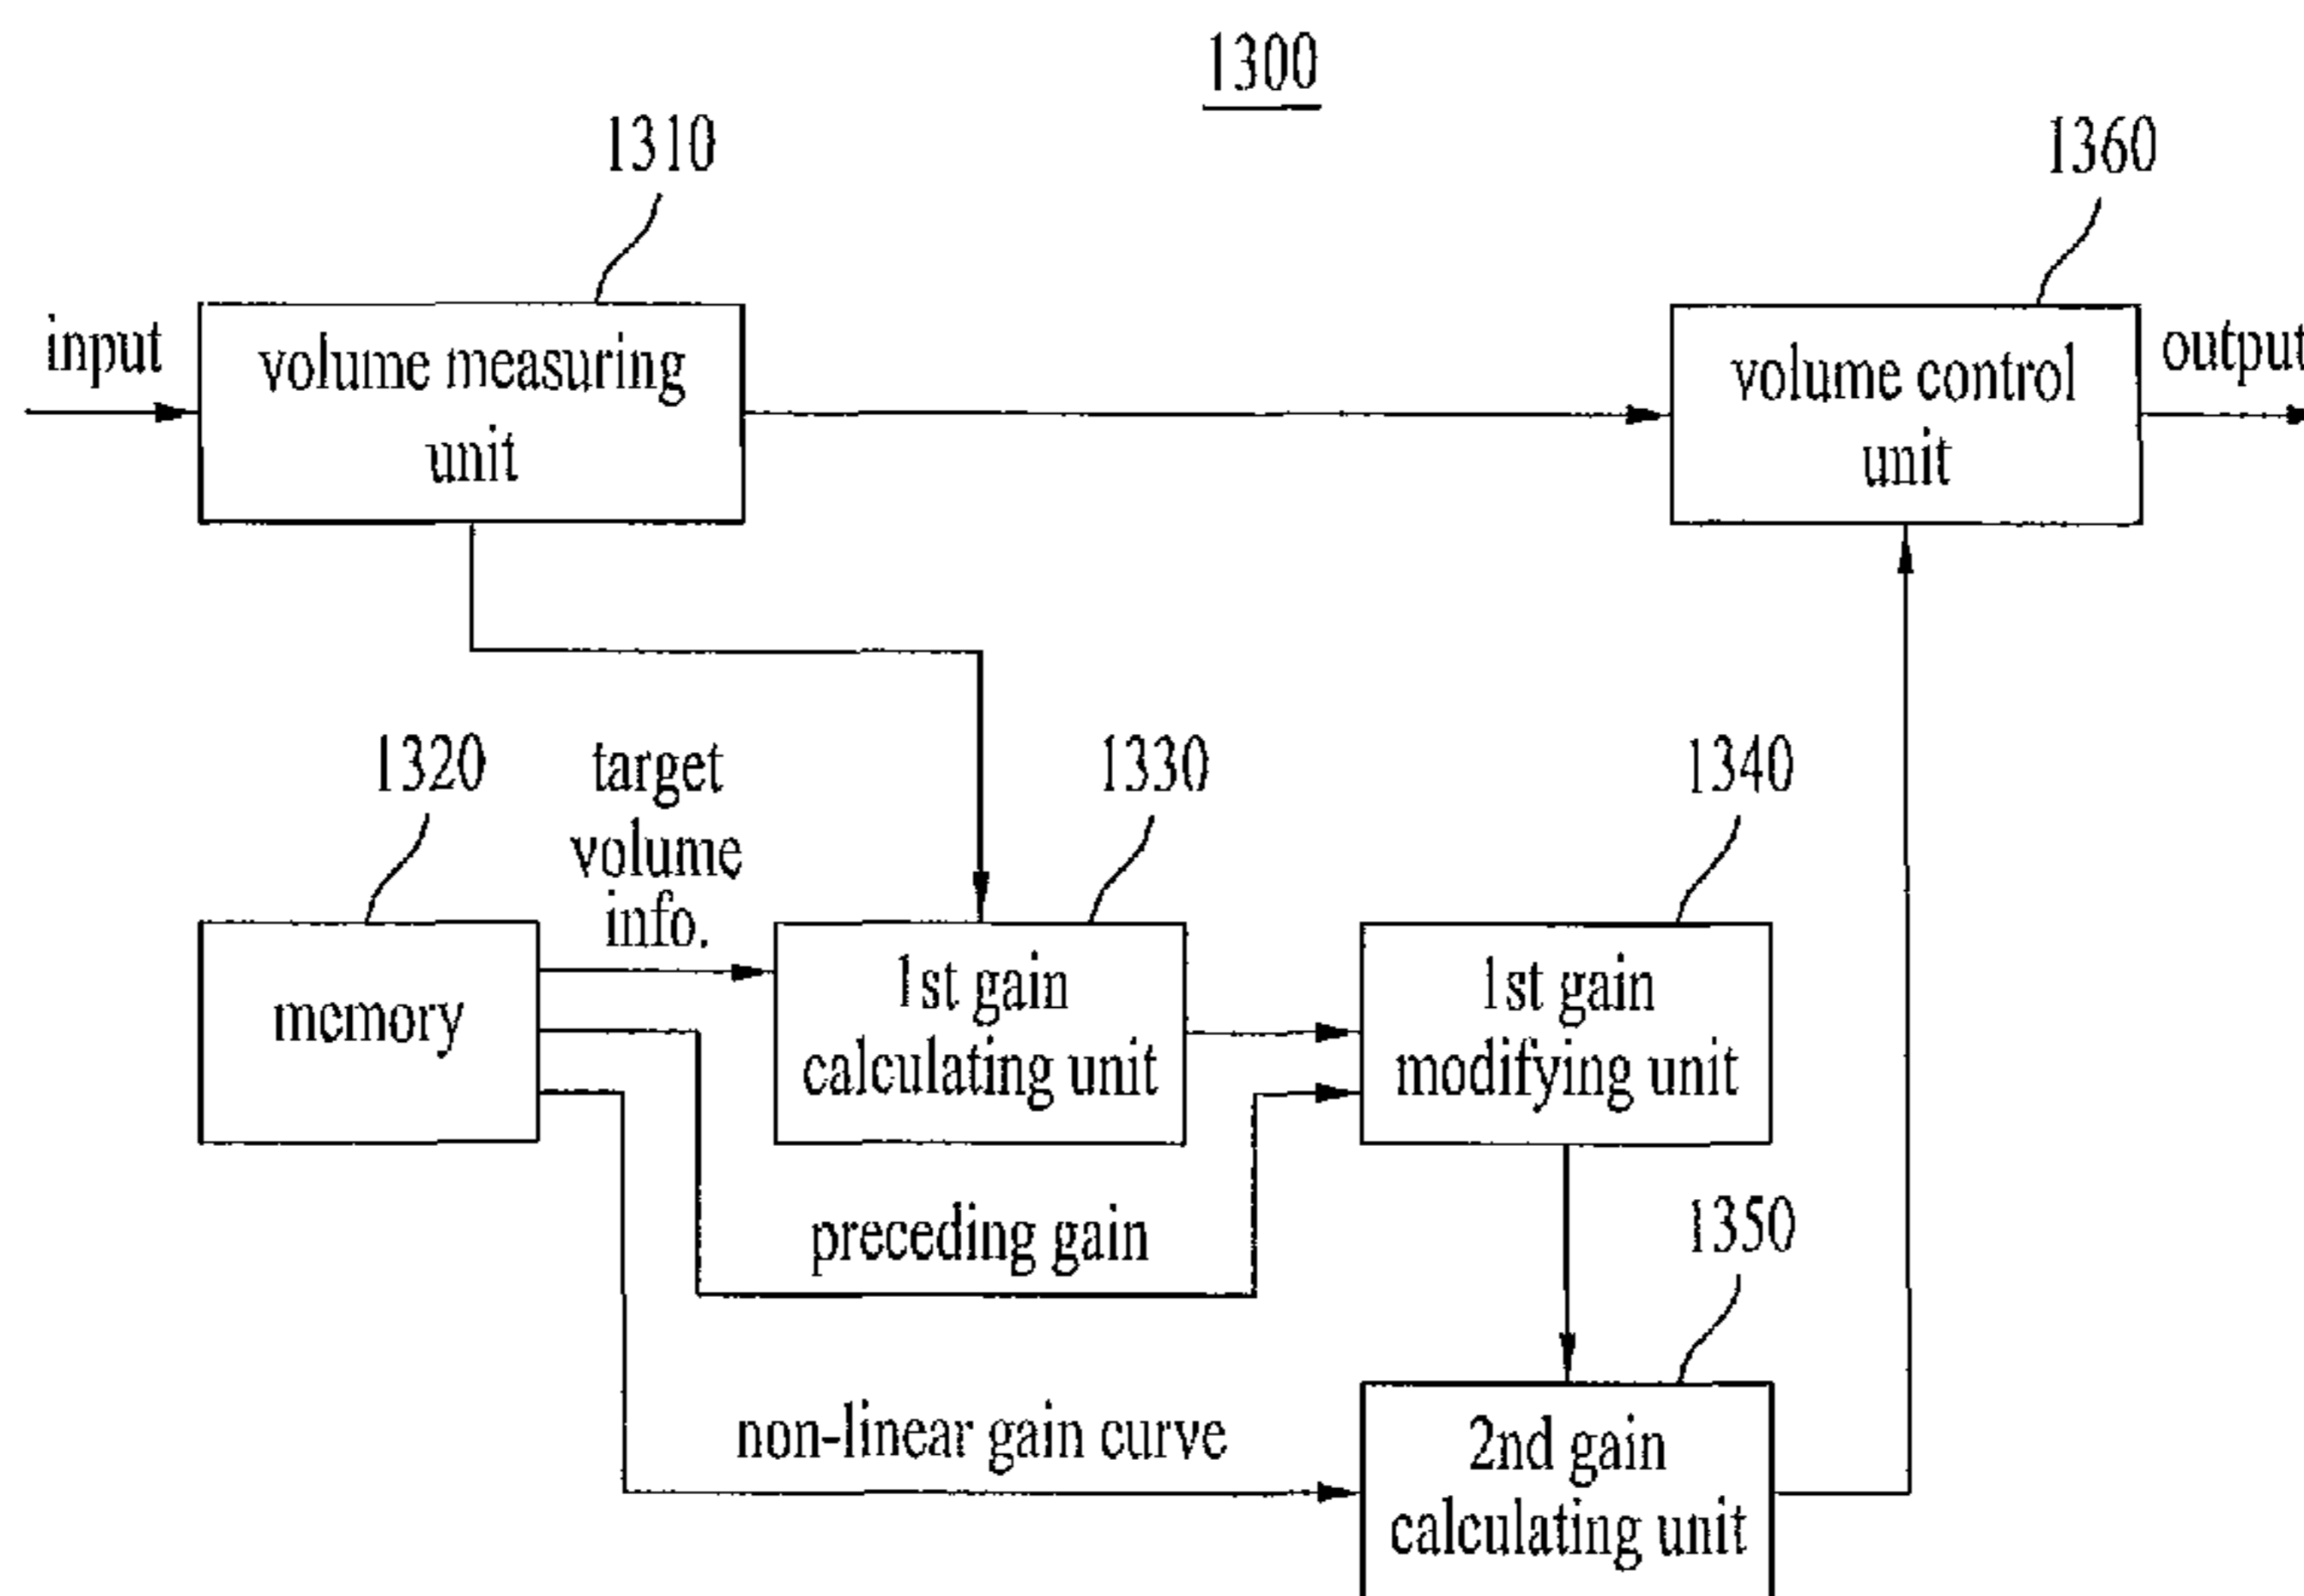 1300
1310
1360
input
volume measuring
unit
volume control
unit
output
1320
target
volume
info.
1330
1340
memory
1st gain
calculating unit
1st gain
modifying unit
preceding gain
1350
non-linear gain curve
2nd gain
calculating unit